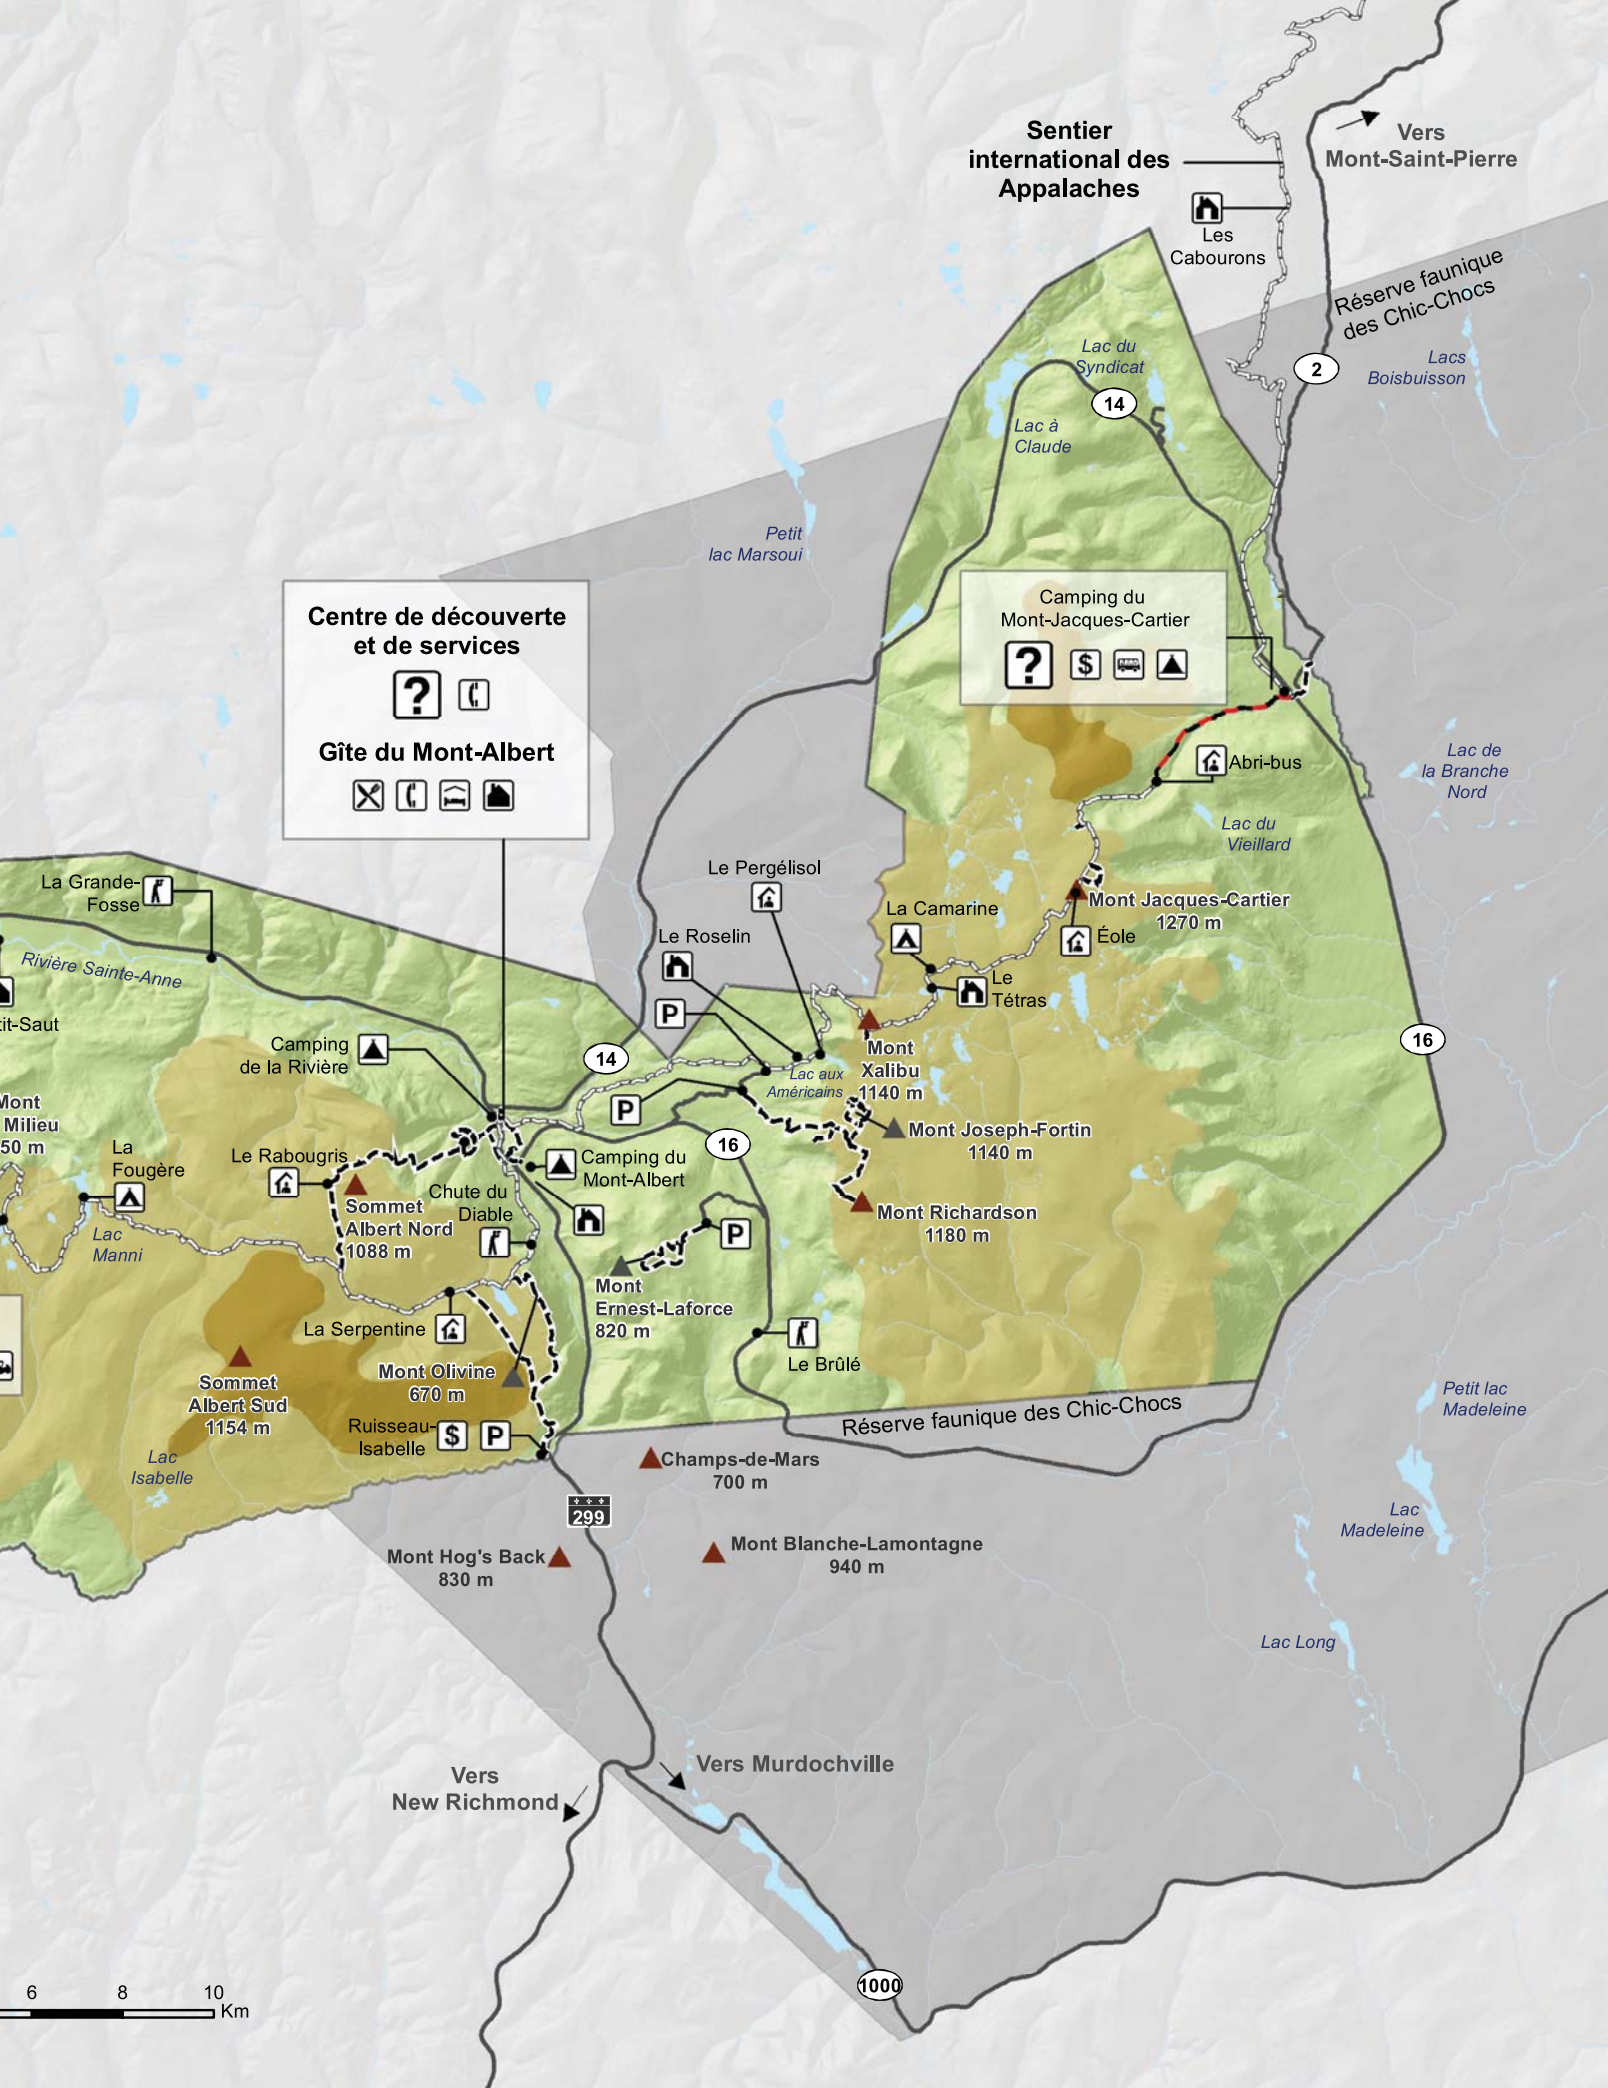 Sentier
international des
Appalaches
Vers
Mont-Saint-Pierre
Les
Cabourons
Réserve faunique
des Chic-Chocs
Lacs
Boisbuisson
2
Lac du
Syndicat
14
Lac à
Claude
Petit
lac Marsoui
Camping du
Mont-Jacques-Cartier
?
$
Centre de découverte
et de services
?
Gîte du Mont-Albert
Abri-bus
Lac de
la Branche
Nord
Lac du
Vieillard
La Grande-
Fosse
Le Pergélisol
Mont Jacques-Cartier
1270 m
La Camarine
Éole
Le Roselin
Rivière Sainte-Anne
Le
Tétras
P
tit-Saut
Camping
de la Rivière
14
Mont
Xalibu
1140 m
16
Lac aux
Américains
Mont
Milieu
50 m
P
Mont Joseph-Fortin
1140 m
16
La
Fougère
Le Rabougris
Camping du
Mont-Albert
Sommet
Albert Nord
1088 m
Chute du
Diable
Mont Richardson
1180 m
Lac
Manni
P
Mont
Ernest-Laforce
820 m
La Serpentine
Le Brûlé
Mont Olivine
670 m
Sommet
Albert Sud
1154 m
Petit lac
Madeleine
Réserve faunique des Chic-Chocs
Ruisseau-
Isabelle
$
P
Lac
Isabelle
Champs-de-Mars
700 m
299
Lac
Madeleine
Mont Hog's Back
830 m
Mont Blanche-Lamontagne
940 m
Lac Long
Vers Murdochville
Vers
New Richmond
1000
6 8 10
Km